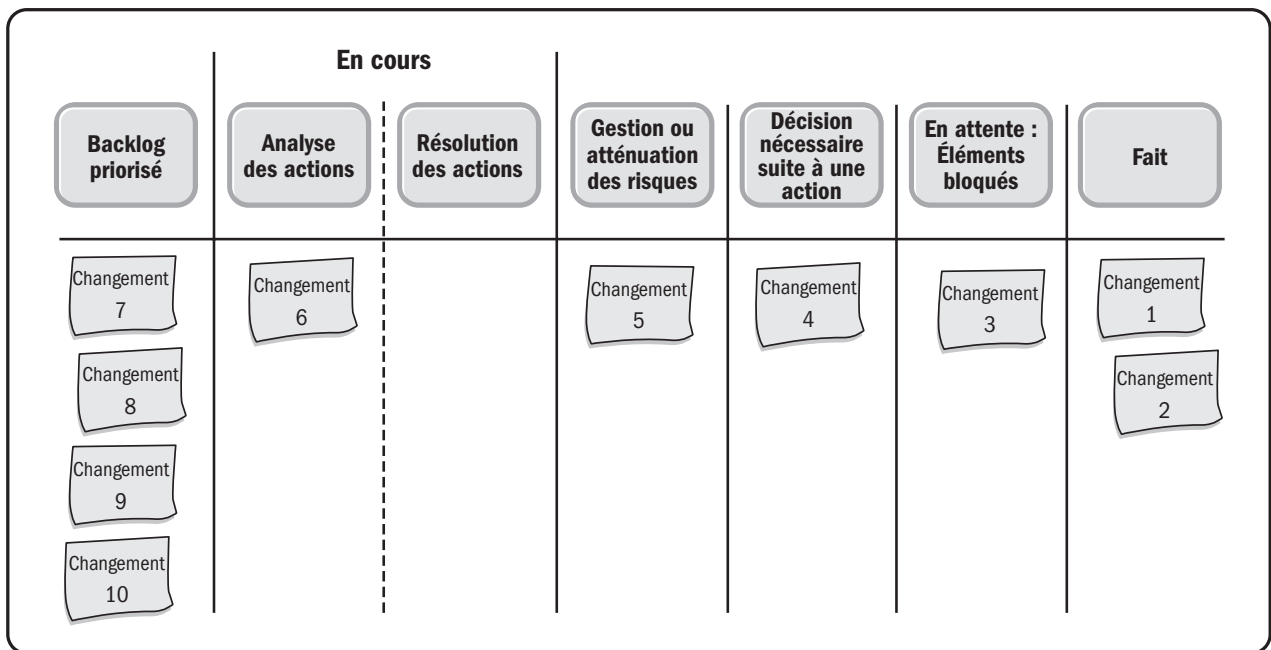 En cours
Backlog
priorisé
Analyse
des actions
Résolution
des actions
Gestion ou
atténuation
des risques
Décision
nécessaire
suite à une
action
En attente :
Éléments
bloqués
Fait
Changement
7
Changement
8
Changement
9
Changement
10
Changement
6
Changement
5
Changement
4
Changement
3
Changement
1
Changement
2